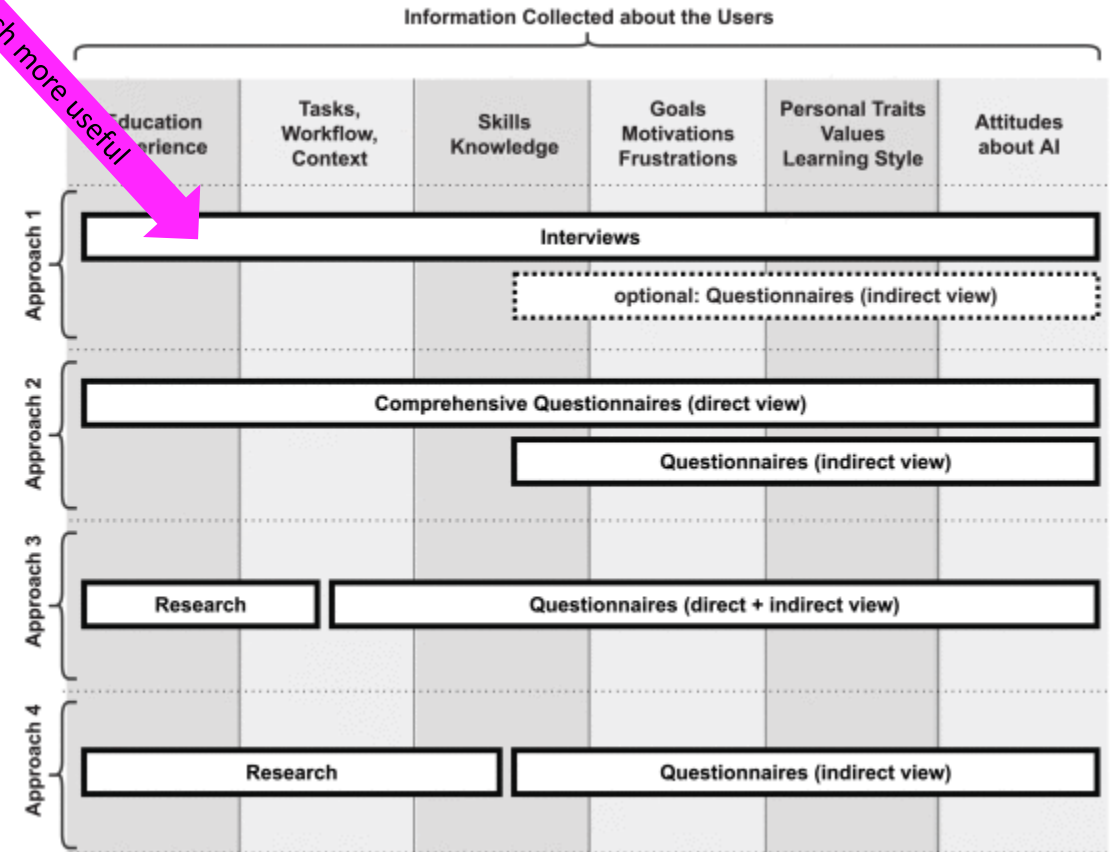 Information Collected about the Users
more useful
Education
Tasks,
Workflow,
Context
Skills
Knowledge
Goals
Motivations
Frustrations
Personal Traits
Values
Learning Style
Attitudes
about AI
Approach 1
Interviews
optional: Questionnaires (indirect view)
Approach 2
Comprehensive Questionnaires (direct view)
Questionnaires (indirect view)
Approach 3
Research
Questionnaires (direct + indirect view)
Approach 4
Research
Questionnaires (indirect view)